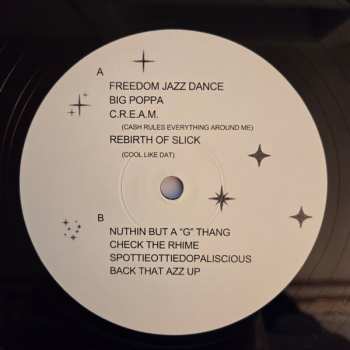 A
FREEDOM JAZZ DANCE
BIG POPPA
C.R.E.A.M.
(CASH RULES EVERYTHING AROUND ME)
REBIRTH OF SLICK
(COOL LIKE DAT)
B
NUTHIN BUT A “G” THANG
CHECK THE RHIME
SPOTTIEOTTIEDOPALISCIOUS
BACK THAT AZZ UP